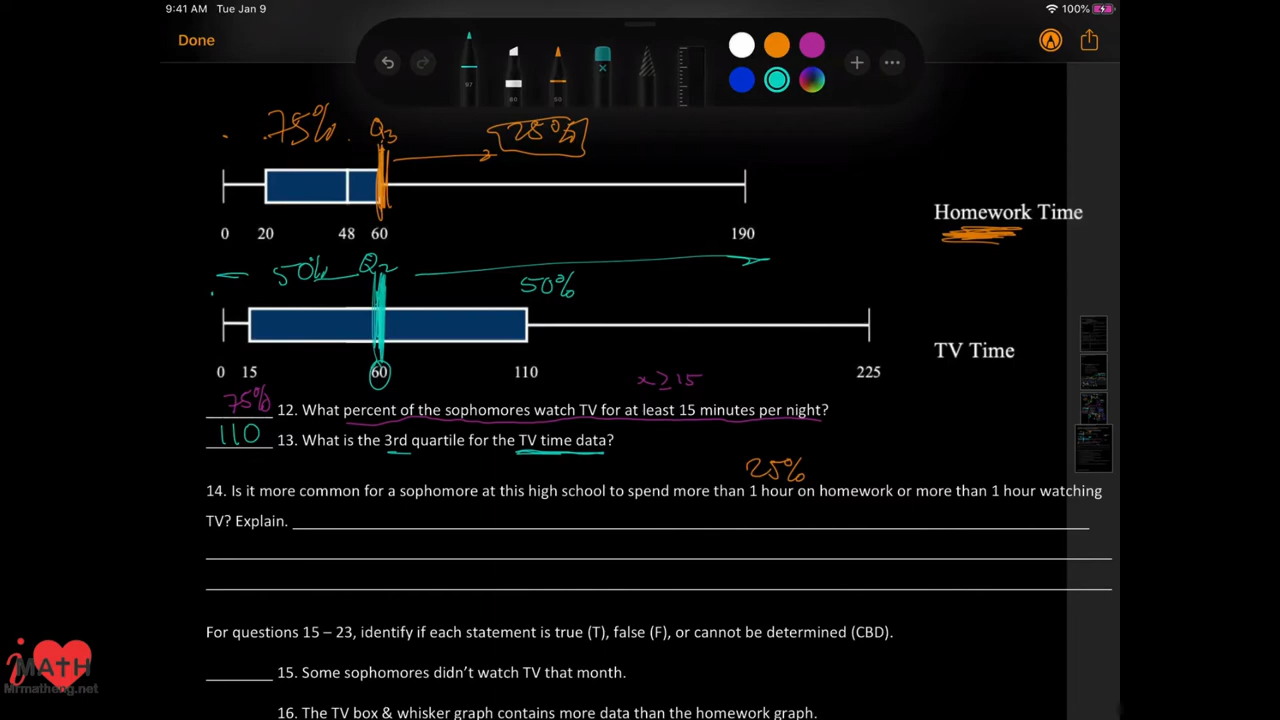 9:41 AM Tue Jan 9
100%
Done
97
80
50
75% Q3 25%
0 20 48 60 190
Homework Time
50% Q2 50%
0 15 60 110 225
TV Time
x ≥ 15
75% 12. What percent of the sophomores watch TV for at least 15 minutes per night?
110 13. What is the 3rd quartile for the TV time data?
25%
14. Is it more common for a sophomore at this high school to spend more than 1 hour on homework or more than 1 hour watching
TV? Explain.
For questions 15 – 23, identify if each statement is true (T), false (F), or cannot be determined (CBD).
15. Some sophomores didn't watch TV that month.
16. The TV box & whisker graph contains more data than the homework graph.
i MATH
Mrmatheng.net